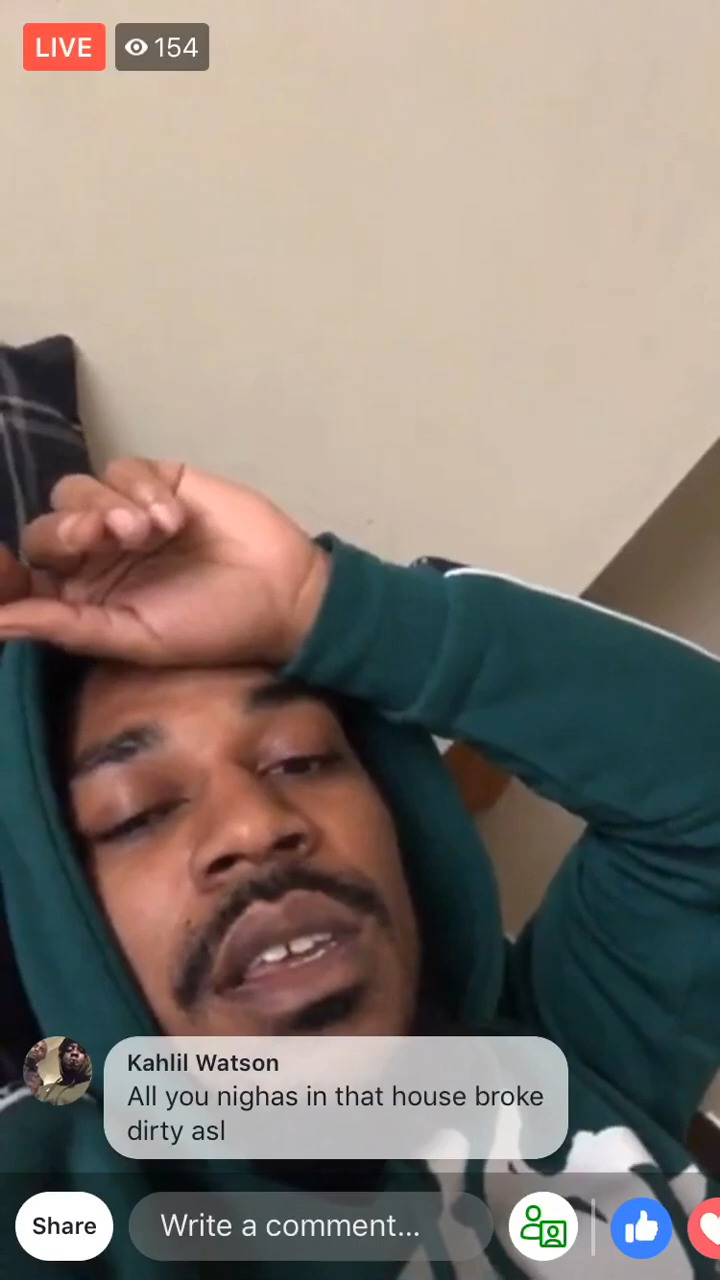 LIVE 154
Kahlil Watson
All you nighas in that house broke
dirty asl
Share Write a comment...